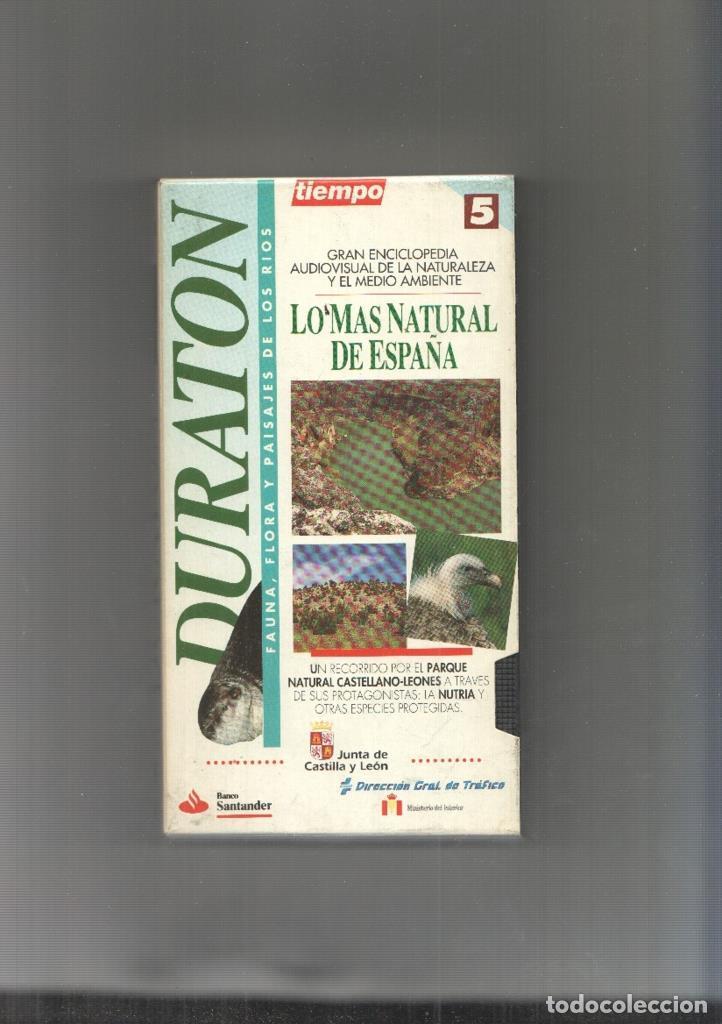 tiempo
5
DURATON
FAUNA, FLORA Y PAISAJES DE LOS RIOS
GRAN ENCICLOPEDIA
AUDIOVISUAL DE LA NATURALEZA
Y EL MEDIO AMBIENTE
LO MAS NATURAL
DE ESPAÑA
UN RECORRIDO POR EL PARQUE
NATURAL CASTELLANO-LEONES A TRAVES
DE SUS PROTAGONISTAS: LA NUTRIA Y
OTRAS ESPECIES PROTEGIDAS.
Junta de
Castilla y León
Banco
Santander
Dirección Gral. de Tráfico
Ministerio del Interior
todocoleccion